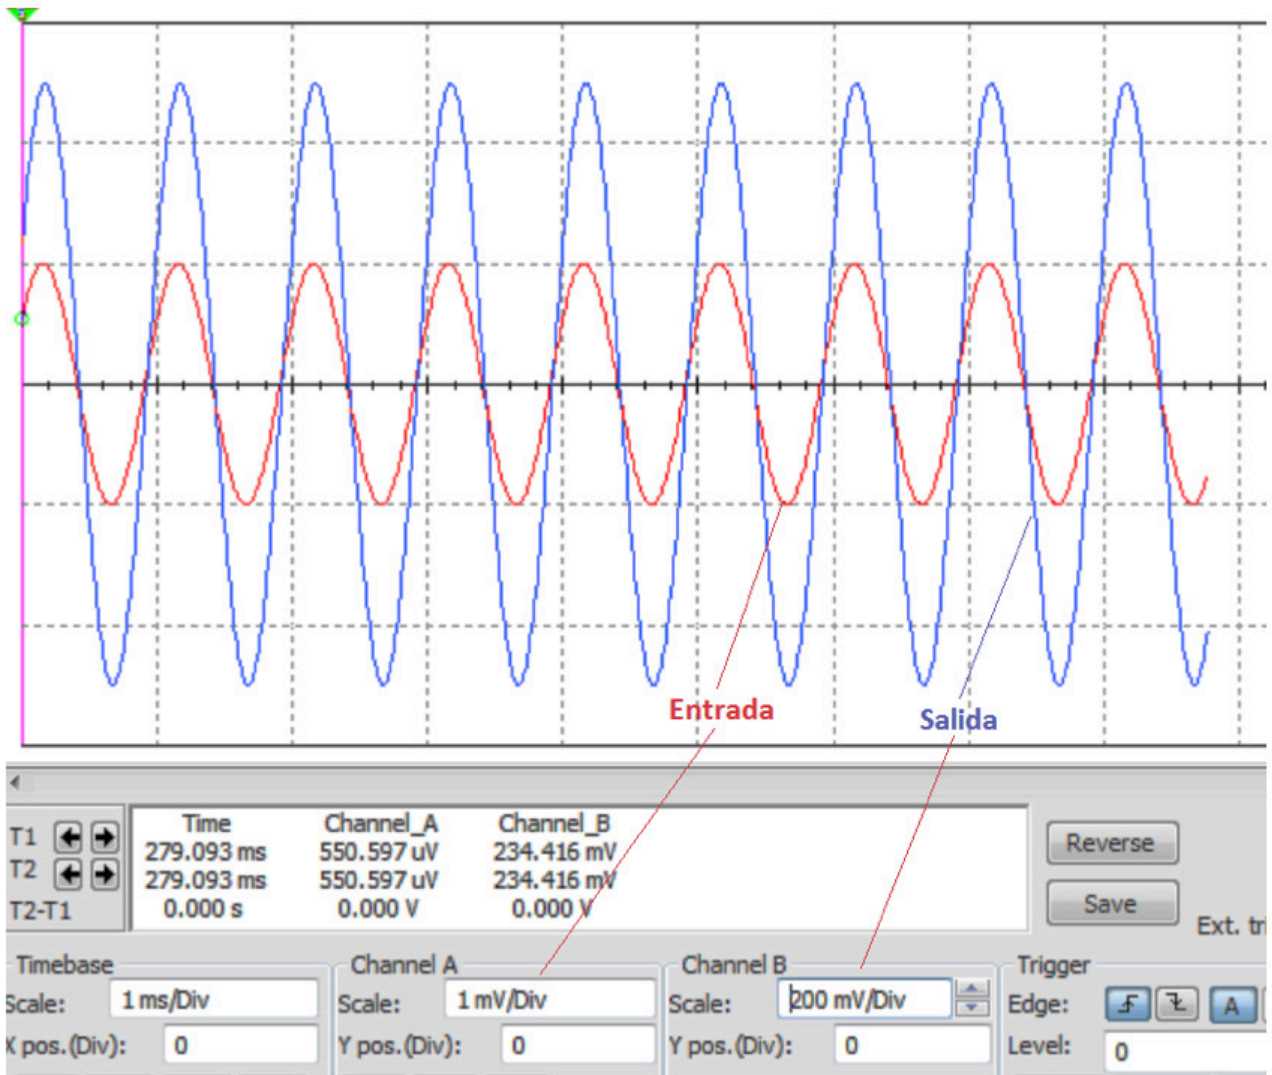 Entrada
Salida
Time Channel_A Channel_B
T1 279.093 ms 550.597 uV 234.416 mV
T2 279.093 ms 550.597 uV 234.416 mV
T2-T1 0.000 s 0.000 V 0.000 V
Reverse
Save
Ext. tri
Timebase Channel A Channel B Trigger
Scale: 1 ms/Div Scale: 1 mV/Div Scale: 200 mV/Div Edge: A
X pos.(Div): 0 Y pos.(Div): 0 Y pos.(Div): 0 Level: 0